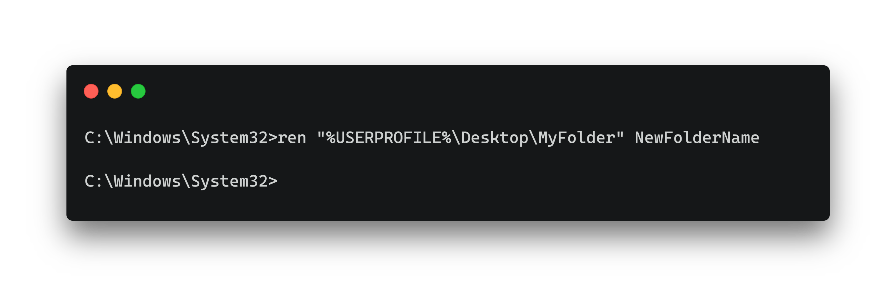 C:\Windows\System32>ren "%USERPROFILE%\Desktop\MyFolder" NewFolderName
C:\Windows\System32>